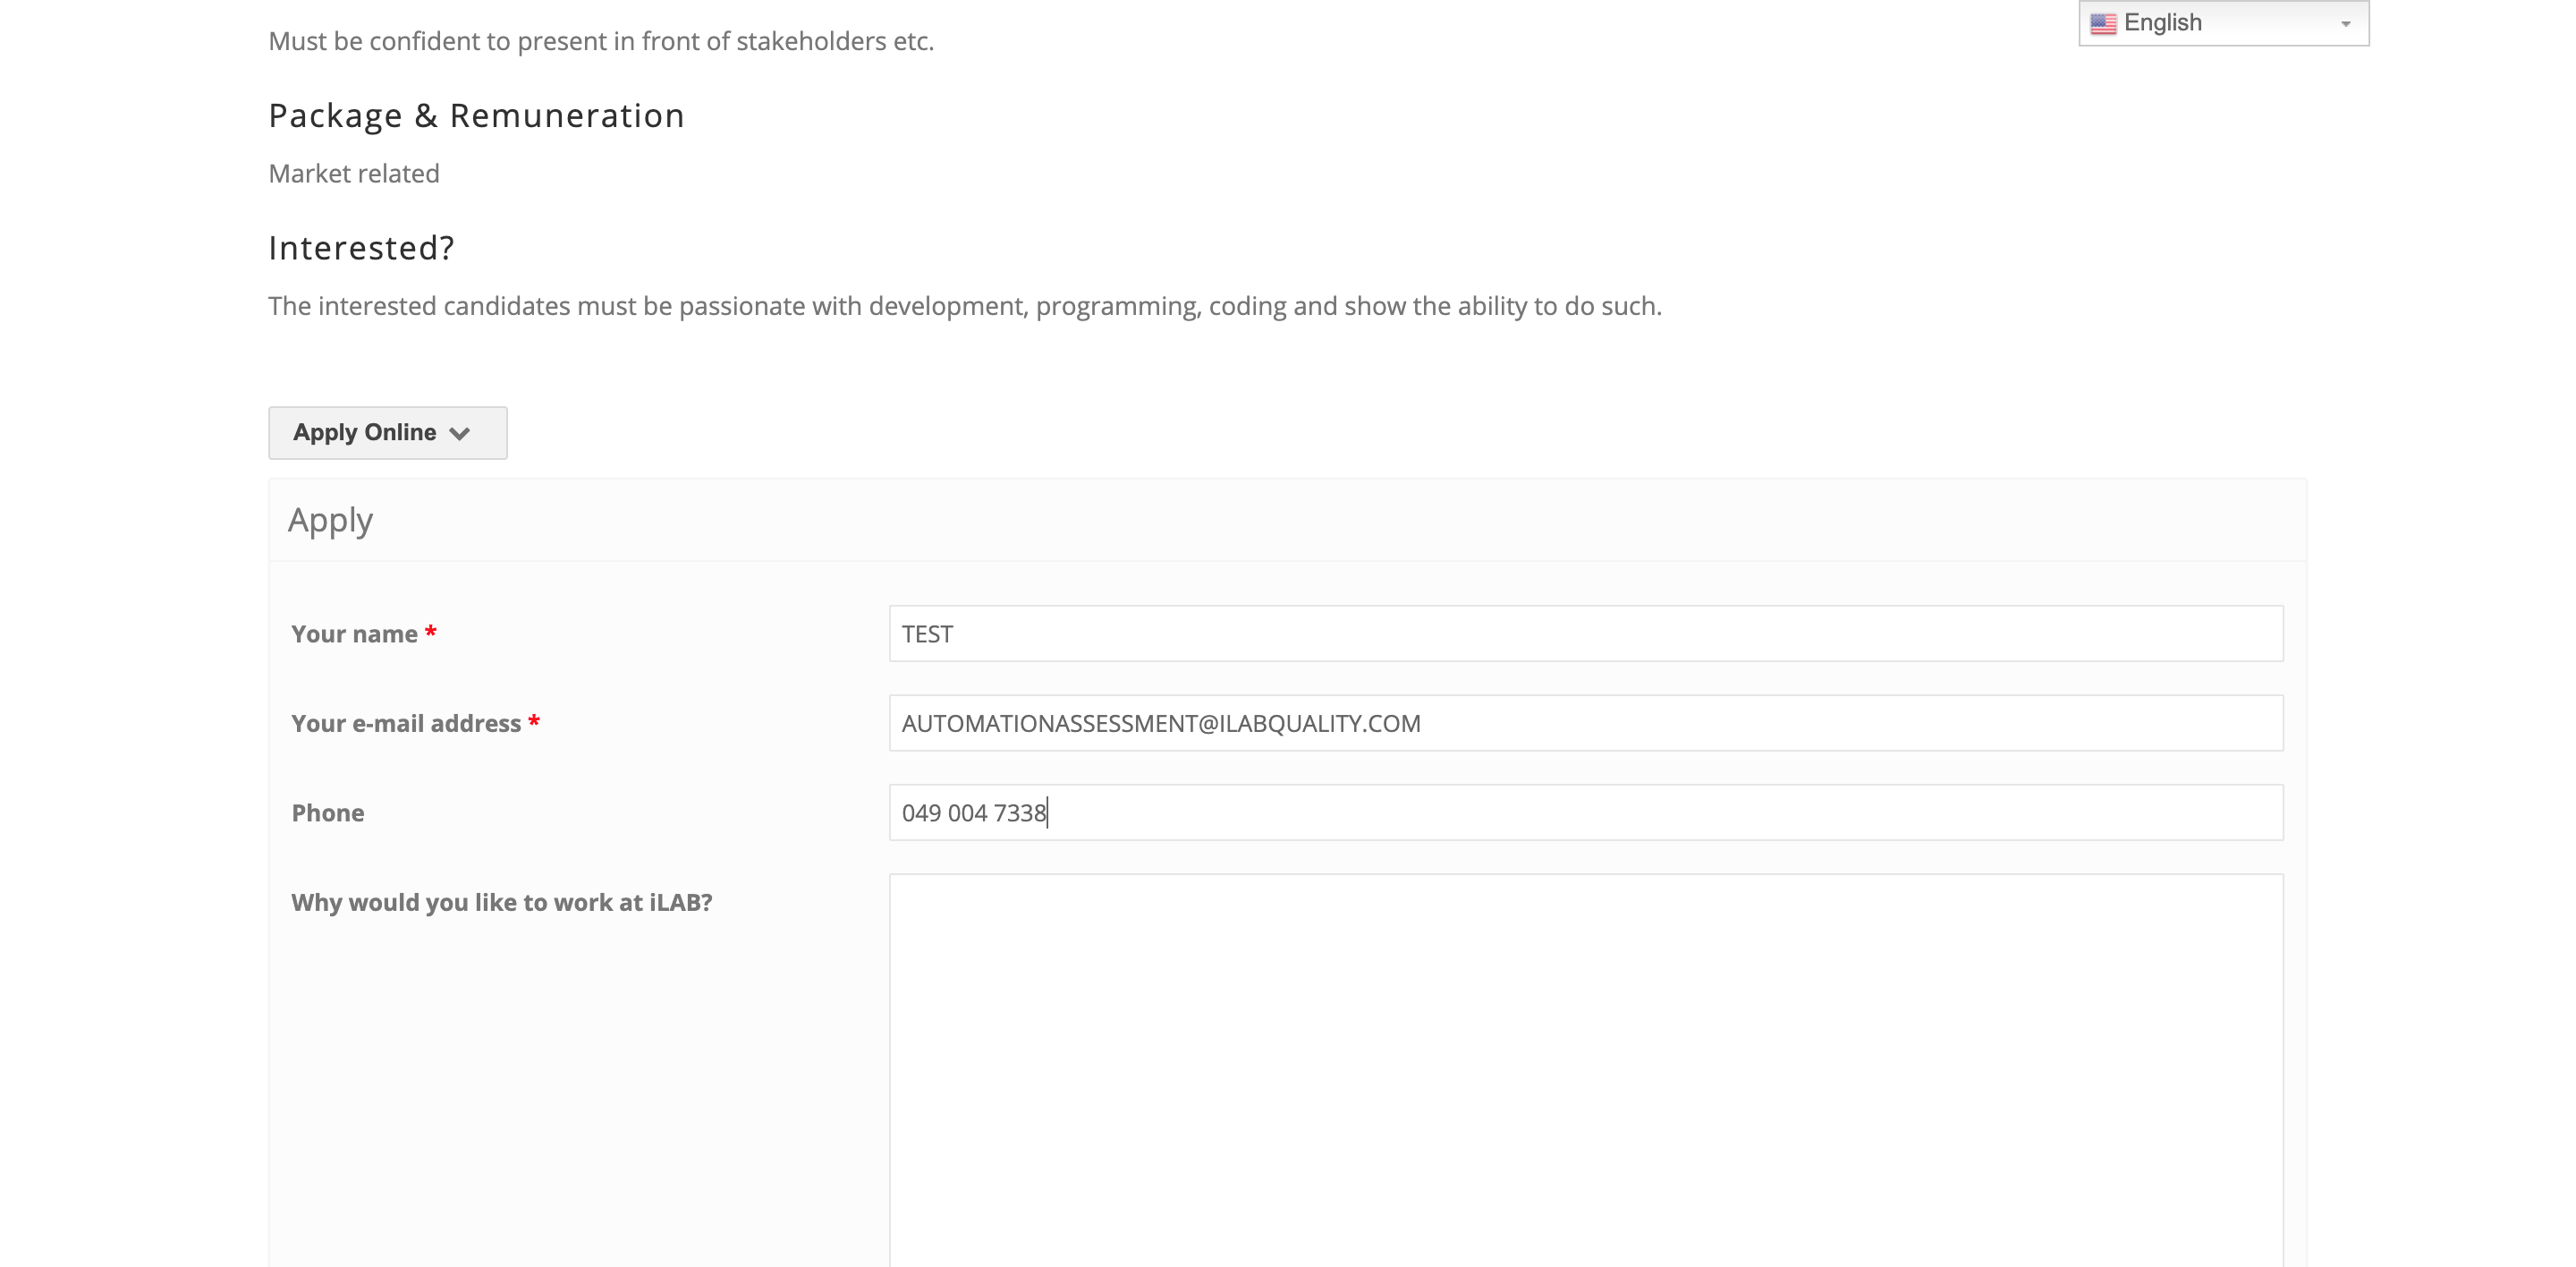 English
Must be confident to present in front of stakeholders etc.
Package & Remuneration
Market related
Interested?
The interested candidates must be passionate with development, programming, coding and show the ability to do such.
Apply Online
Apply
Your name * TEST
Your e-mail address * AUTOMATIONASSESSMENT@ILABQUALITY.COM
Phone 049 004 7338
Why would you like to work at iLAB?